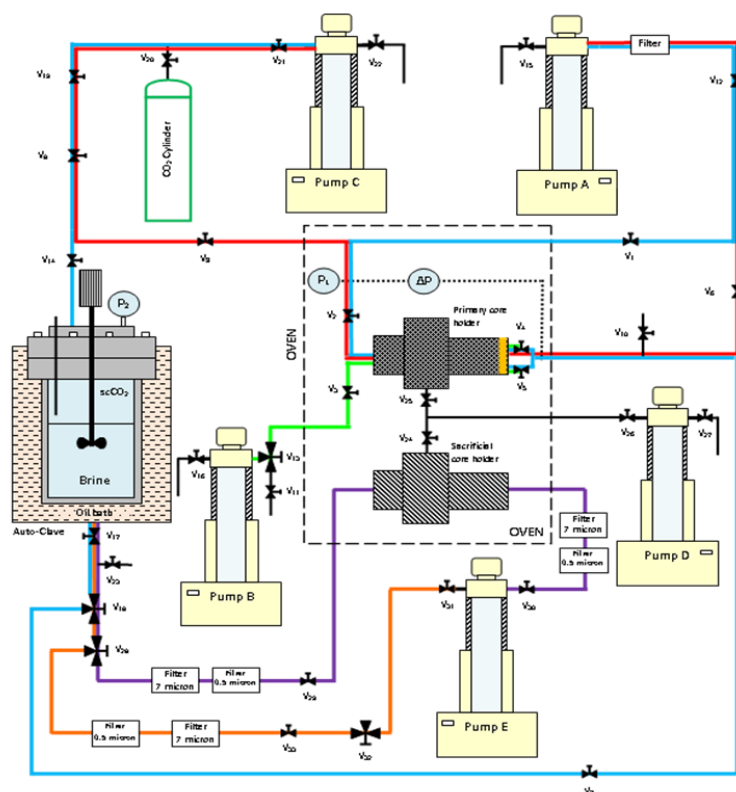 V20
V21
V22
V15
Filter
V12
V19
CO2 Cylinder
V8
Pump C
Pump A
V14
V9
V1
P1
ΔP
P2
V6
Primary core
holder
V2
V4
V10
OVEN
scCO2
V3
V5
V25
V13
V24
V26
V27
V16
Sacrificial
core holder
Brine
V11
Oil bath
Filter
7 micron
OVEN
Auto-Clave
V17
Filter
0.5 micron
Pump D
V23
Pump B
V31
V30
V18
V28
Filter
7 micron
Filter
0.5 micron
V29
Pump E
Filter
0.5 micron
Filter
7 micron
V33
V32